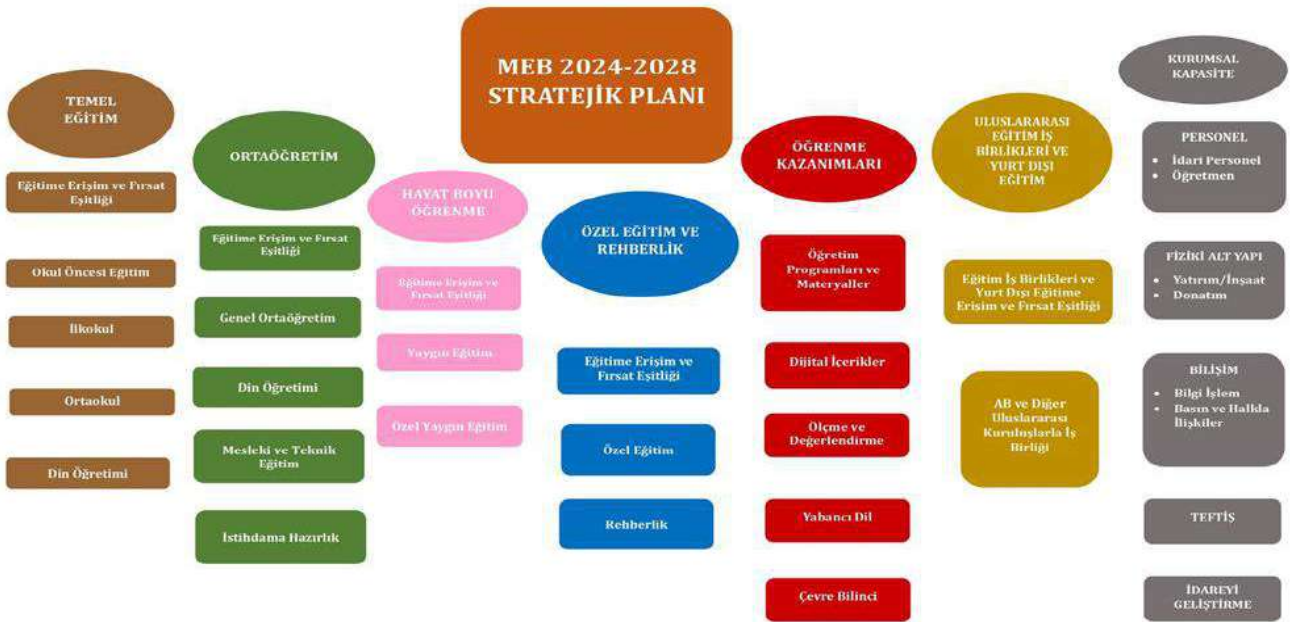 MEB 2024-2028
STRATEJİK PLANI
TEMEL
EĞİTİM
Eğitime Erişim ve Fırsat
Eşitliği
Okul Öncesi Eğitim
İlkokul
Ortaokul
Din Öğretimi
ORTAÖĞRETİM
Eğitime Erişim ve Fırsat
Eşitliği
Genel Ortaöğretim
Din Öğretimi
Mesleki ve Teknik
Eğitim
İstihdama Hazırlık
HAYAT BOYU
ÖĞRENME
Eğitime Erişim ve
Fırsat Eşitliği
Yaygın Eğitim
Özel Yaygın Eğitim
ÖZEL EĞİTİM VE
REHBERLİK
Eğitime Erişim ve
Fırsat Eşitliği
Özel Eğitim
Rehberlik
ÖĞRENME
KAZANIMLARI
Öğretim
Programları ve
Materyaller
Dijital İçerikler
Ölçme ve
Değerlendirme
Yabancı Dil
Çevre Bilinci
ULUSLARARASI
EĞİTİM İŞ
BİRLİKLERİ VE
YURT DIŞI
EĞİTİM
Eğitim İş Birlikleri ve
Yurt Dışı Eğitime
Erişim ve Fırsat Eşitliği
AB ve Diğer
Uluslararası
Kuruluşlarla İş
Birliği
KURUMSAL
KAPASİTE
PERSONEL
• İdari Personel
• Öğretmen
FİZİKİ ALT YAPI
• Yatırım/İnşaat
• Donatım
BİLİŞİM
• Bilgi İşlem
• Basın ve Halkla
İlişkiler
TEFTİŞ
İDAREYİ
GELİŞTİRME